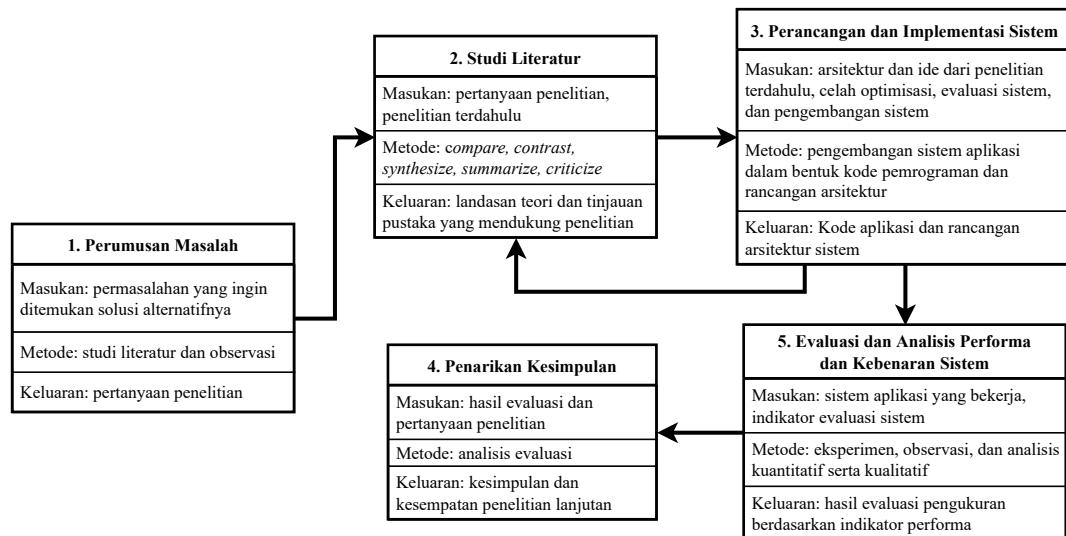 1. Perumusan Masalah
Masukan: permasalahan yang ingin
ditemukan solusi alternatifnya
Metode: studi literatur dan observasi
Keluaran: pertanyaan penelitian
2. Studi Literatur
Masukan: pertanyaan penelitian,
penelitian terdahulu
Metode: compare, contrast,
synthesize, summarize, criticize
Keluaran: landasan teori dan tinjauan
pustaka yang mendukung penelitian
3. Perancangan dan Implementasi Sistem
Masukan: arsitektur dan ide dari penelitian
terdahulu, celah optimisasi, evaluasi sistem,
dan pengembangan sistem
Metode: pengembangan sistem aplikasi
dalam bentuk kode pemrograman dan
rancangan arsitektur
Keluaran: Kode aplikasi dan rancangan
arsitektur sistem
4. Penarikan Kesimpulan
Masukan: hasil evaluasi dan
pertanyaan penelitian
Metode: analisis evaluasi
Keluaran: kesimpulan dan
kesempatan penelitian lanjutan
5. Evaluasi dan Analisis Performa
dan Kebenaran Sistem
Masukan: sistem aplikasi yang bekerja,
indikator evaluasi sistem
Metode: eksperimen, observasi, dan analisis
kuantitatif serta kualitatif
Keluaran: hasil evaluasi pengukuran
berdasarkan indikator performa